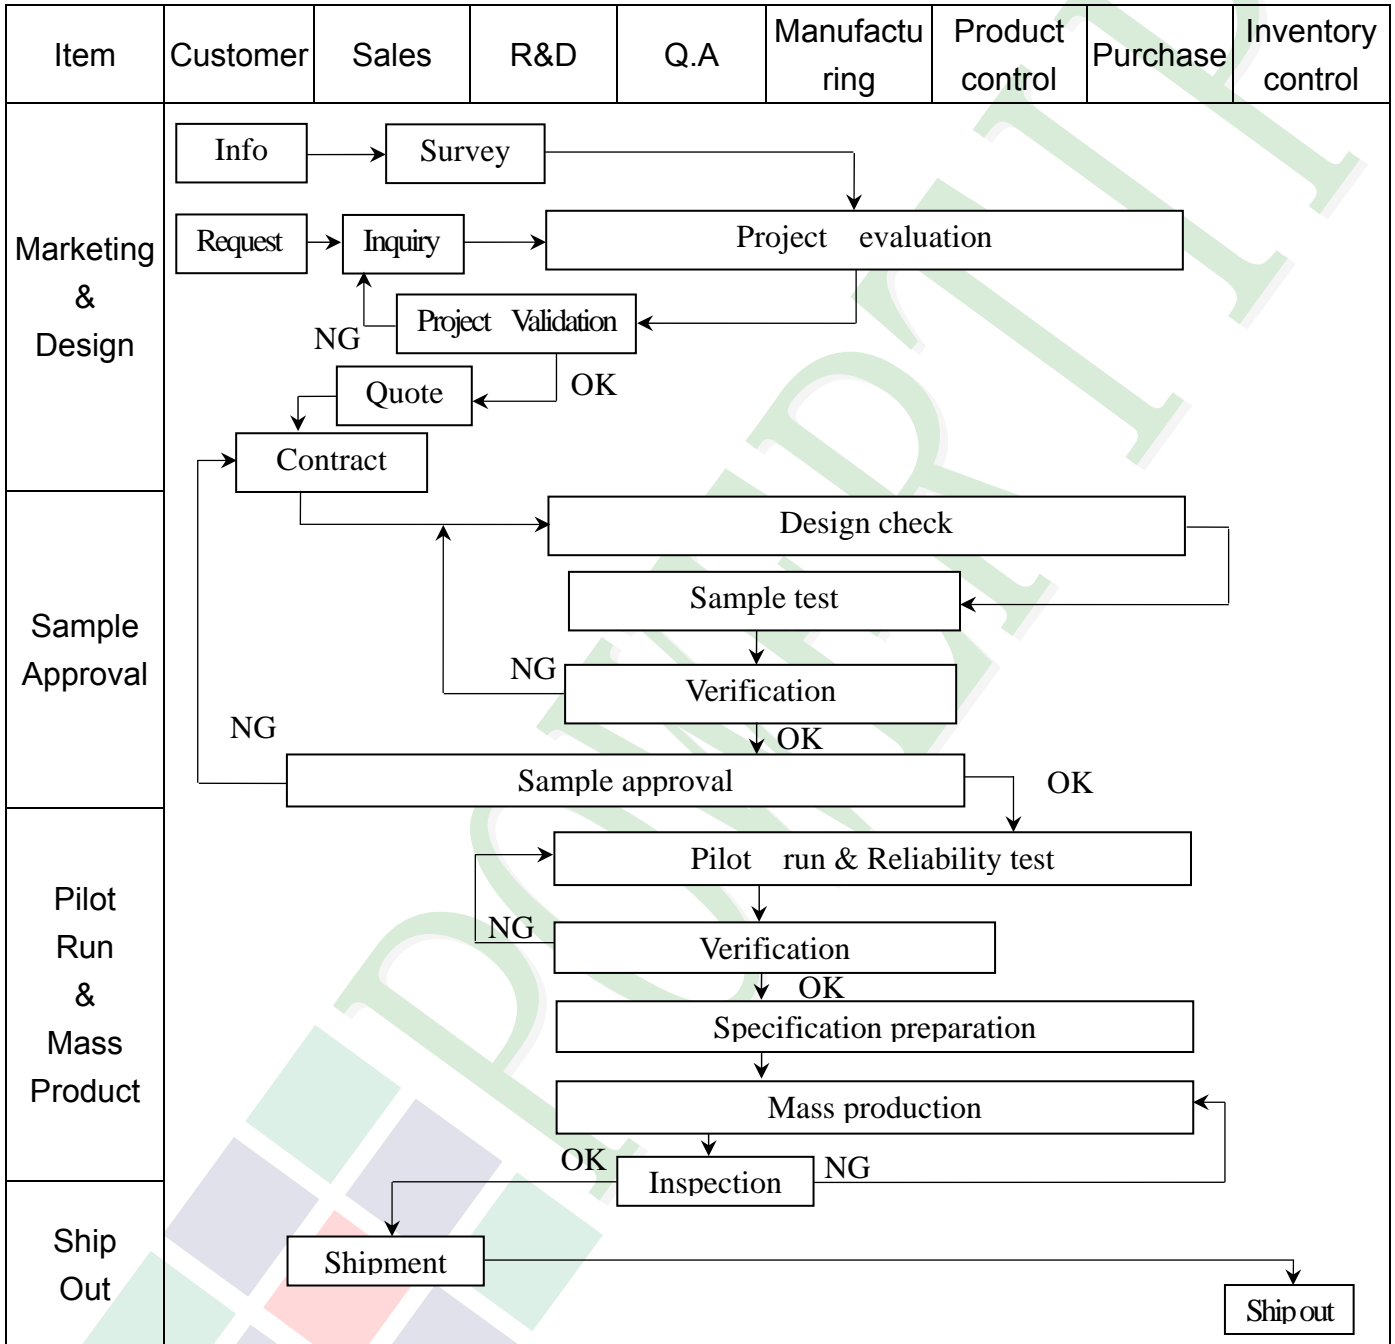 Item
Customer
Sales
R&D
Q.A
Manufactu
ring
Product
control
Purchase
Inventory
control
Marketing
&
Design
Info
Survey
Request
Inquiry
Project evaluation
Project Validation
NG
OK
Quote
Contract
Sample
Approval
Design check
Sample test
NG
Verification
NG
OK
Sample approval
OK
Pilot
Run
&
Mass
Product
Pilot run & Reliability test
NG
Verification
OK
Specification preparation
Mass production
OK
Inspection
NG
Ship
Out
Shipment
Ship out
POWERTIP